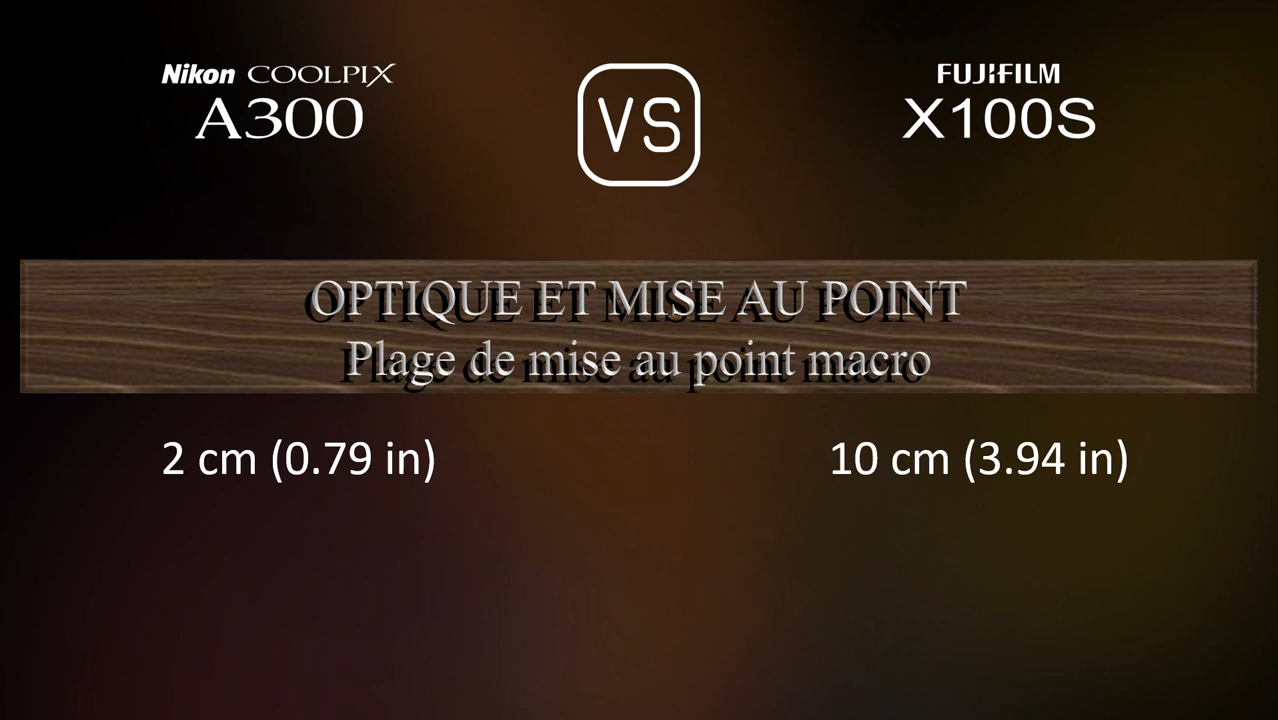 Nikon COOLPIX
A300
VS
FUJIFILM
X100S
OPTIQUE ET MISE AU POINT
Plage de mise au point macro
2 cm (0.79 in)
10 cm (3.94 in)